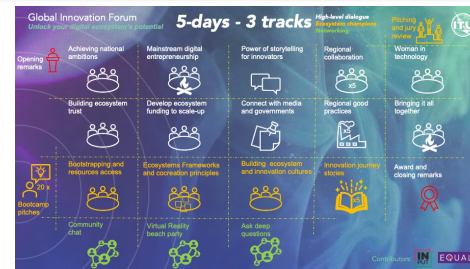 Global Innovation Forum
Unlock your digital ecosystem's potential
5-days - 3 tracks
High-level dialogue
Ecosystem champions
Networking
Pitching
and jury
review
ITU
Opening
remarks
Achieving national
ambitions
Mainstream digital
entrepreneurship
Power of storytelling
for innovators
Regional
collaboration
x5
Woman in
technology
Building ecosystem
trust
Develop ecosystem
funding to scale-up
Connect with media
and governments
Regional good
practices
x3
Bringing it all
together
20 x
Bootcamp
pitches
Bootstrapping and
resources access
Ecosystems Frameworks
and cocreation principles
Building ecosystem
and innovation cultures
Innovation journey
stories
x5
Award and
closing remarks
Community
chat
Virtual Reality
beach party
Ask deep
questions
Contributors:
EQUAL